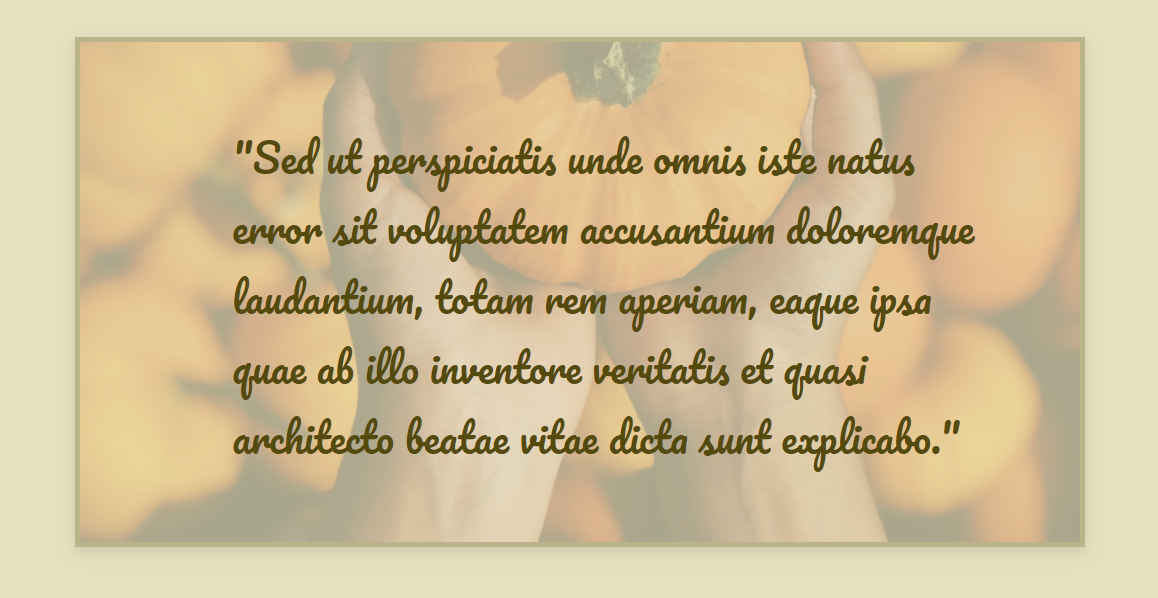 "Sed ut perspiciatis unde omnis iste natus
error sit voluptatem accusantium doloremque
laudantium, totam rem aperiam, eaque ipsa
quae ab illo inventore veritatis et quasi
architecto beatae vitae dicta sunt explicabo."